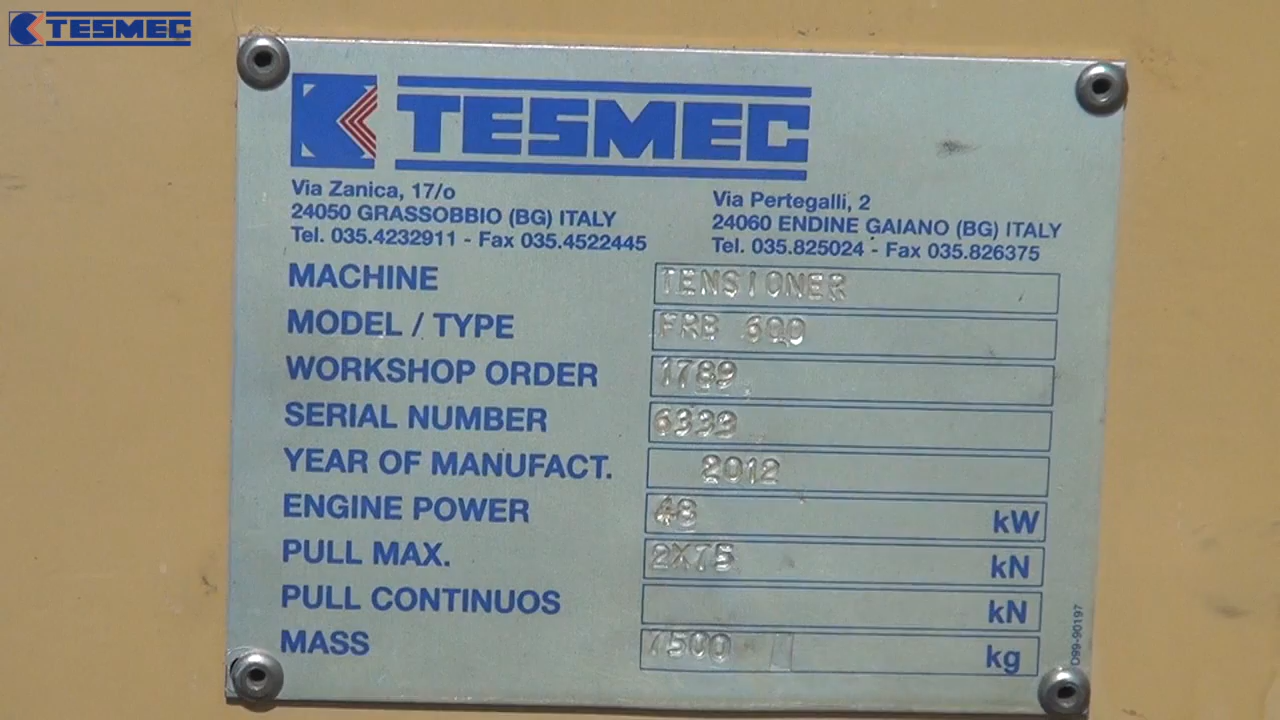 TESMEC
TESMEC
Via Zanica, 17/o
24050 GRASSOBBIO (BG) ITALY
Tel. 035.4232911 - Fax 035.4522445
Via Pertegalli, 2
24060 ENDINE GAIANO (BG) ITALY
Tel. 035.825024 - Fax 035.826375
MACHINE TENSIONER
MODEL / TYPE FRB 600
WORKSHOP ORDER 1789
SERIAL NUMBER 6339
YEAR OF MANUFACT. 2012
ENGINE POWER 48 kW
PULL MAX. 2X75 kN
PULL CONTINUOS kN
MASS 7500 kg
D99-90197